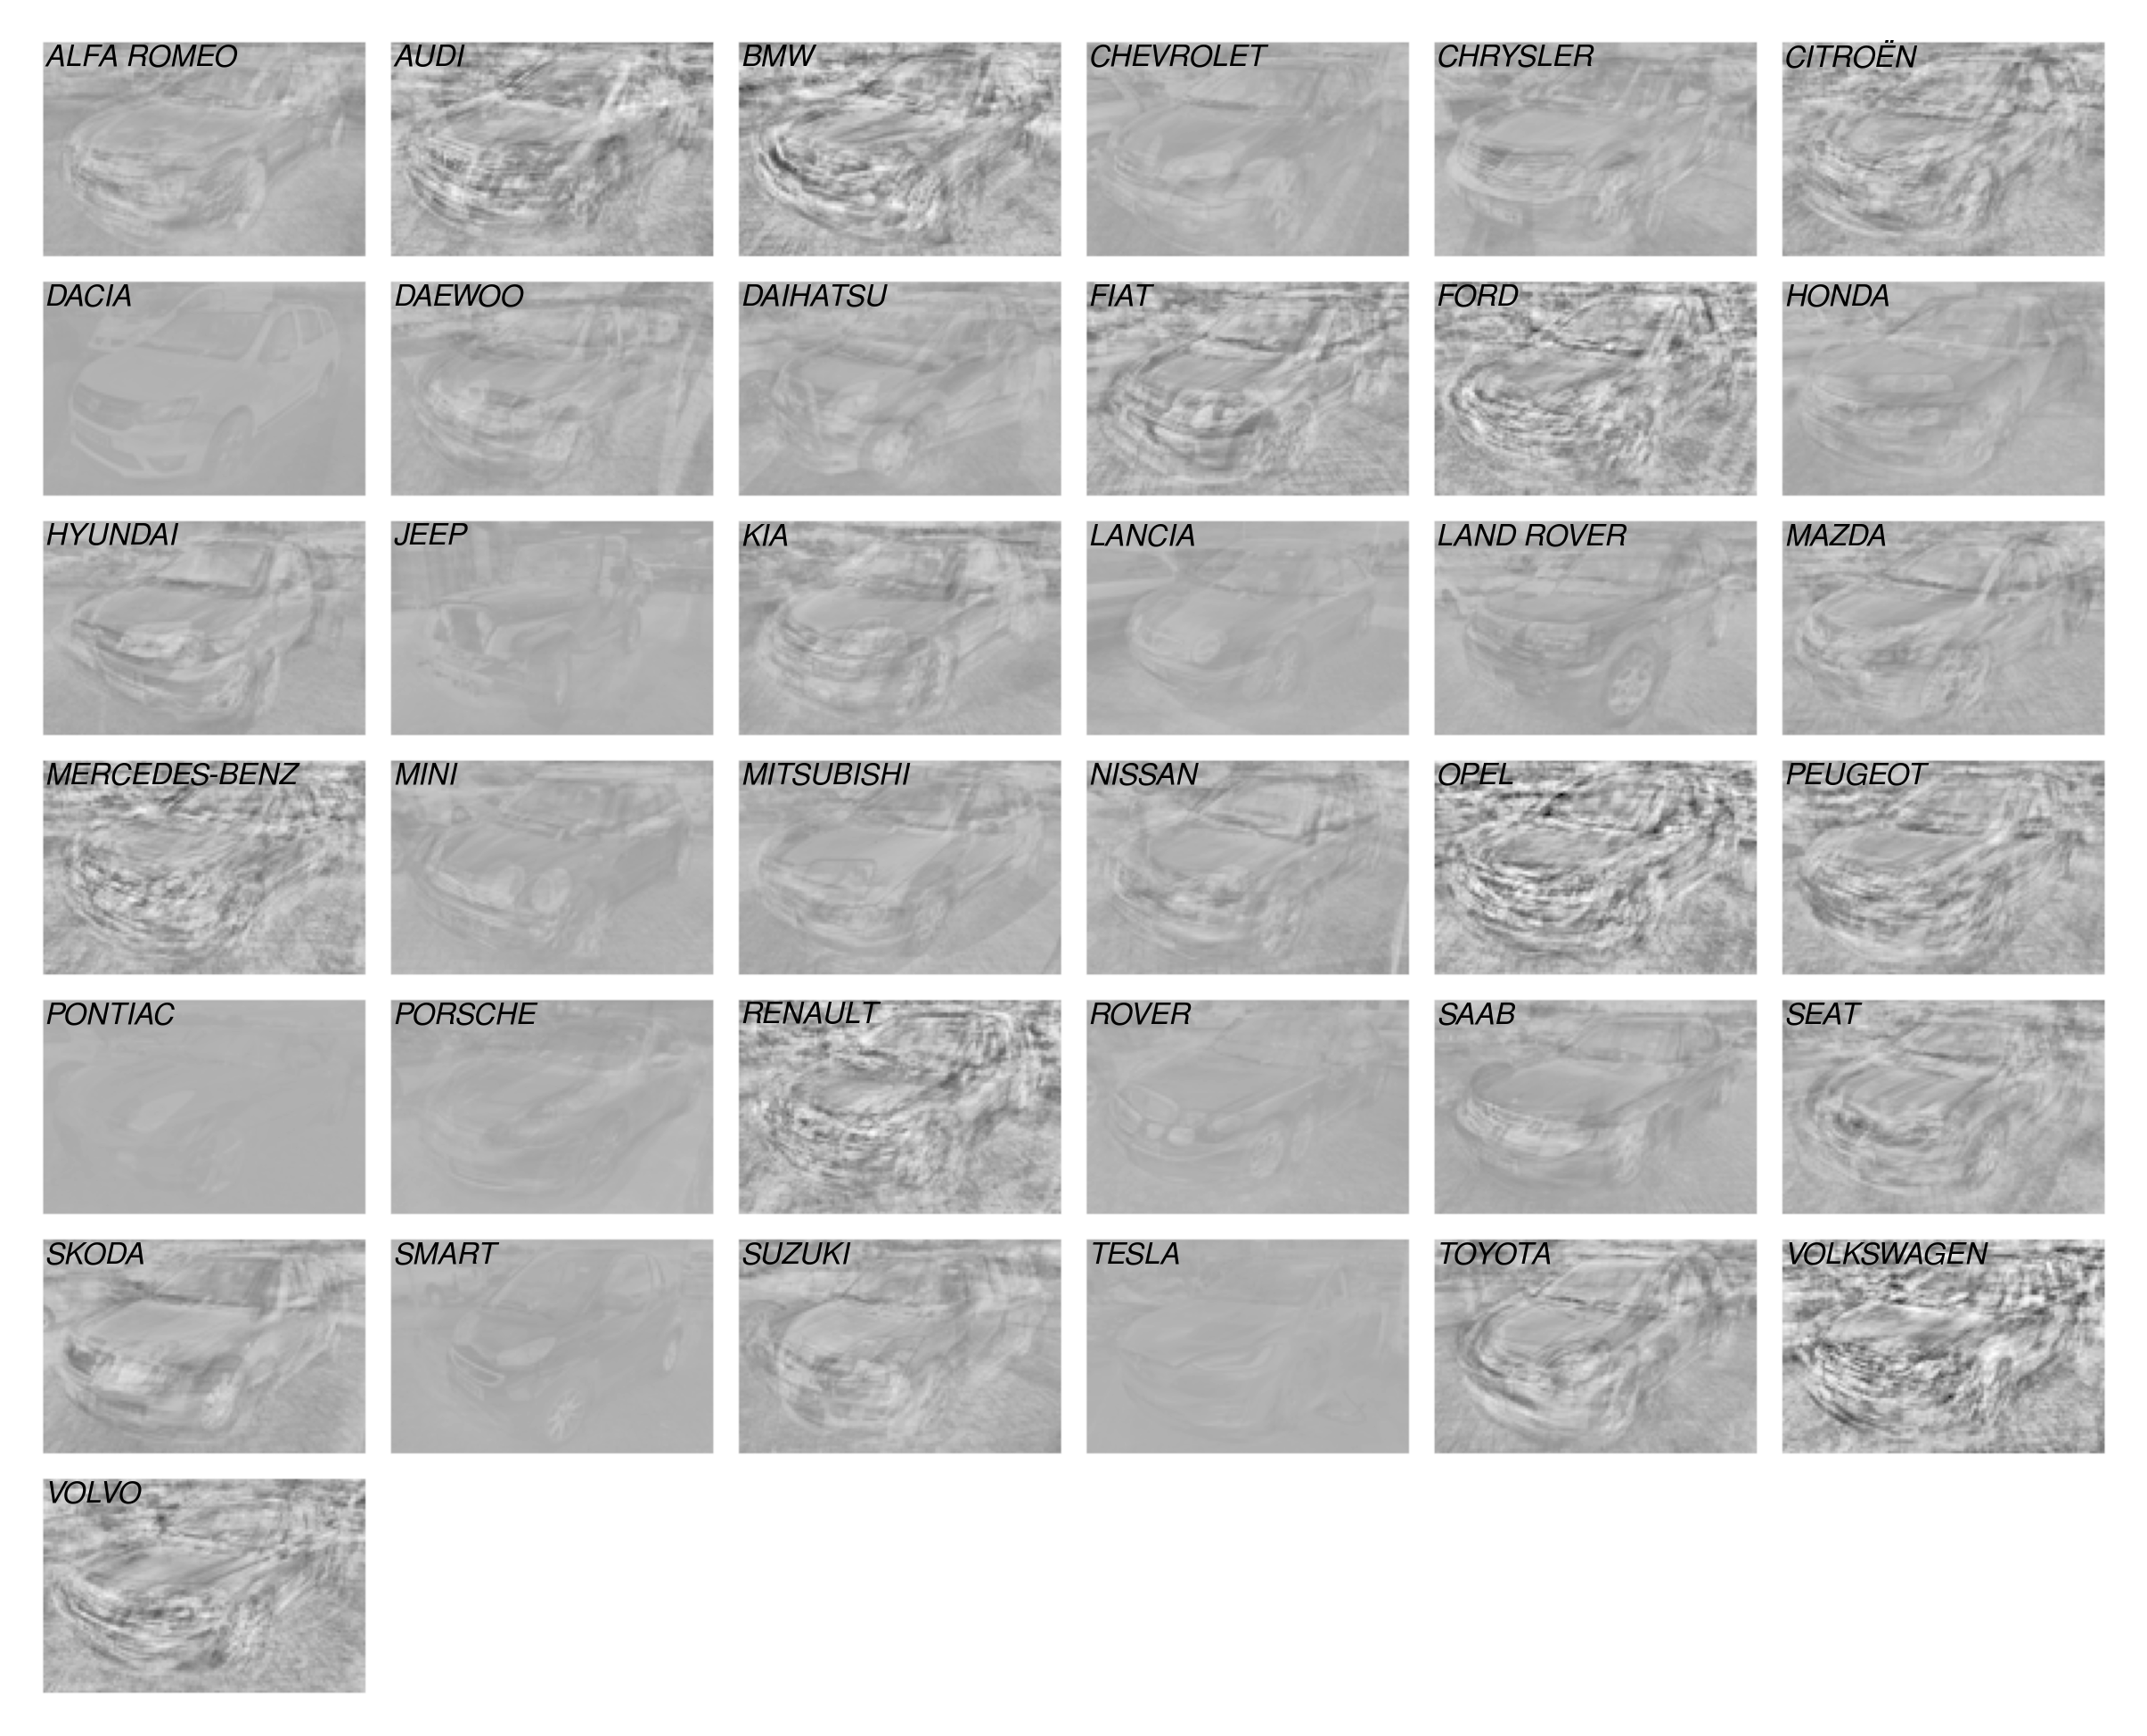 ALFA ROMEO
AUDI
BMW
CHEVROLET
CHRYSLER
CITROËN
DACIA
DAEWOO
DAIHATSU
FIAT
FORD
HONDA
HYUNDAI
JEEP
KIA
LANCIA
LAND ROVER
MAZDA
MERCEDES-BENZ
MINI
MITSUBISHI
NISSAN
OPEL
PEUGEOT
PONTIAC
PORSCHE
RENAULT
ROVER
SAAB
SEAT
SKODA
SMART
SUZUKI
TESLA
TOYOTA
VOLKSWAGEN
VOLVO